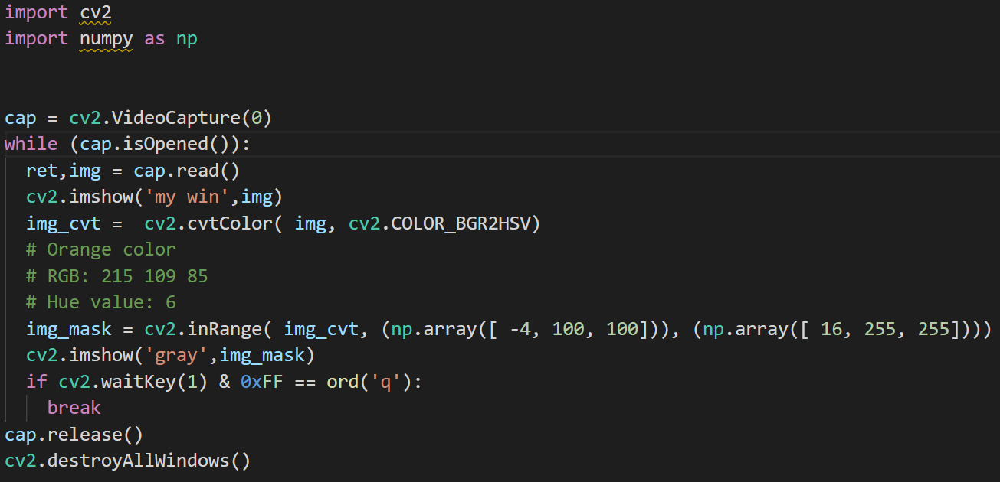 import cv2
import numpy as np
cap = cv2.VideoCapture(0)
while (cap.isOpened()):
ret,img = cap.read()
cv2.imshow('my win',img)
img_cvt =  cv2.cvtColor( img, cv2.COLOR_BGR2HSV)
# Orange color
# RGB: 215 109 85
# Hue value: 6
img_mask = cv2.inRange( img_cvt, (np.array([ -4, 100, 100])), (np.array([ 16, 255, 255])))
cv2.imshow('gray',img_mask)
if cv2.waitKey(1) & 0xFF == ord('q'):
break
cap.release()
cv2.destroyAllWindows()